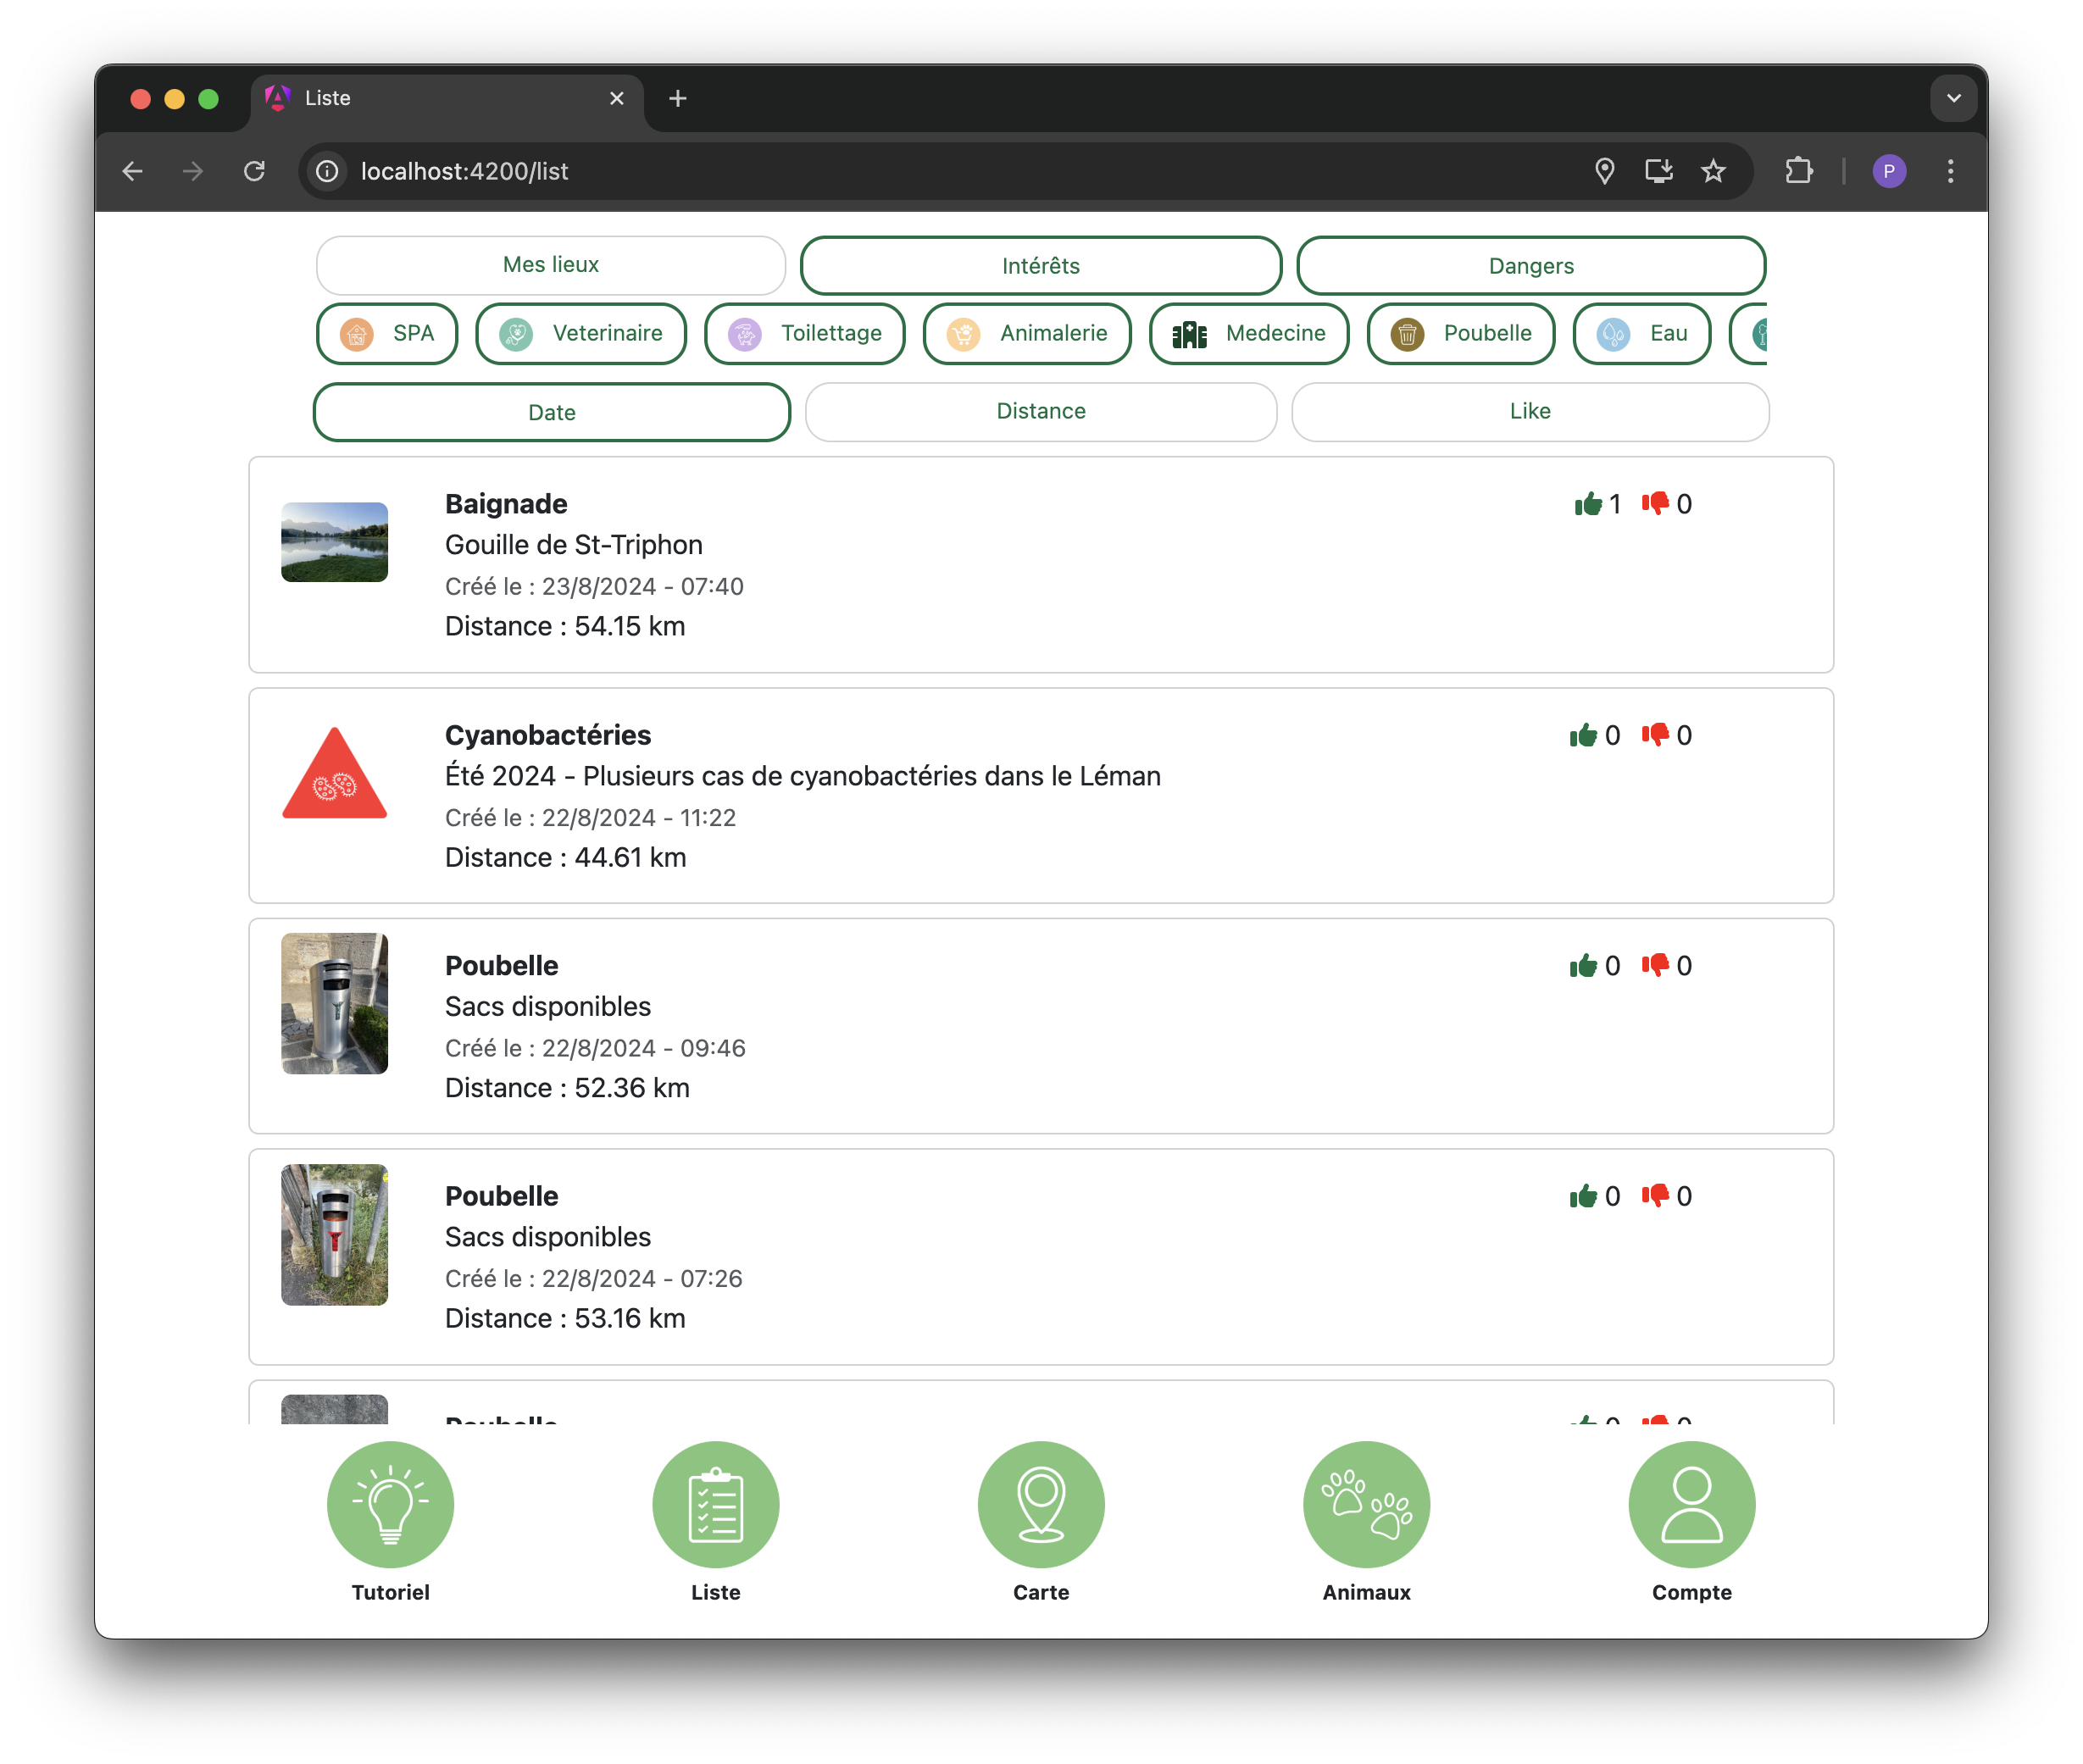 Liste
localhost:4200/list
P
Mes lieux
Intérêts
Dangers
SPA
Veterinaire
Toilettage
Animalerie
Medecine
Poubelle
Eau
Date
Distance
Like
Baignade
1
0
Gouille de St-Triphon
Créé le : 23/8/2024 - 07:40
Distance : 54.15 km
Cyanobactéries
0
0
Été 2024 - Plusieurs cas de cyanobactéries dans le Léman
Créé le : 22/8/2024 - 11:22
Distance : 44.61 km
Poubelle
0
0
Sacs disponibles
Créé le : 22/8/2024 - 09:46
Distance : 52.36 km
Poubelle
0
0
Sacs disponibles
Créé le : 22/8/2024 - 07:26
Distance : 53.16 km
Poubelle
0
0
Tutoriel
Liste
Carte
Animaux
Compte